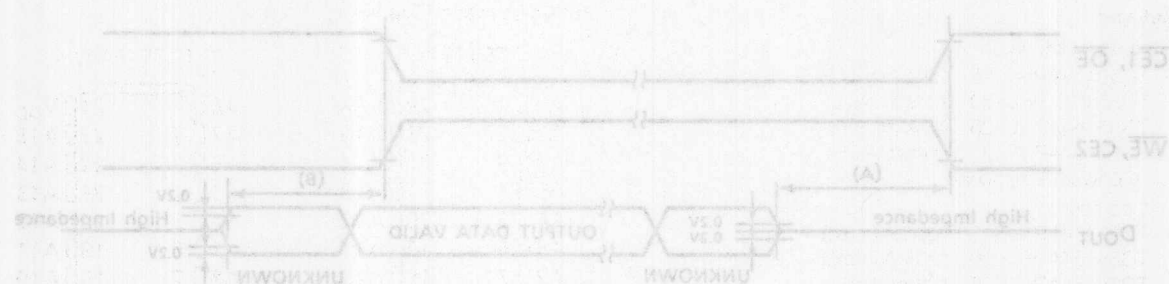 CE1, OE
WE, CE2
(A)
(B)
DOUT
High Impedance
0.2V
0.2V
OUTPUT DATA VALID
0.2V
0.2V
High Impedance
UNKNOWN
UNKNOWN